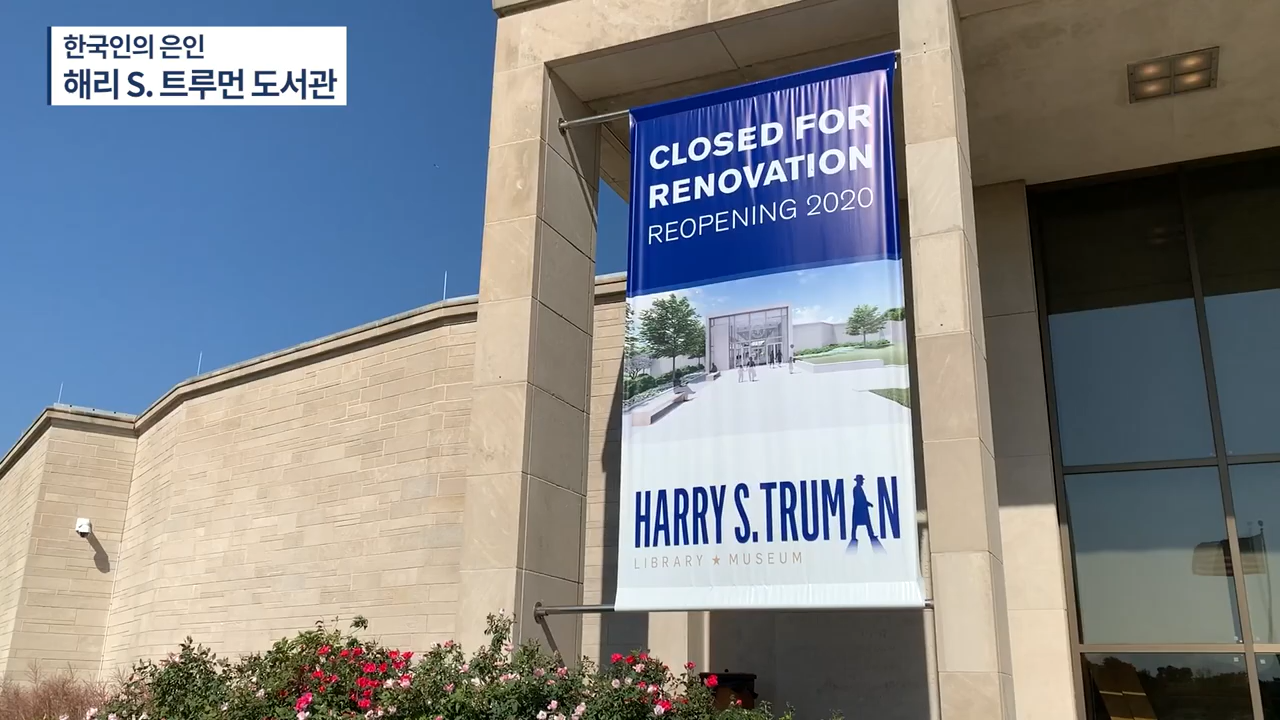 한국인의 은인
해리 S. 트루먼 도서관
CLOSED FOR
RENOVATION
REOPENING 2020
HARRY S. TRUMAN
LIBRARY ★ MUSEUM